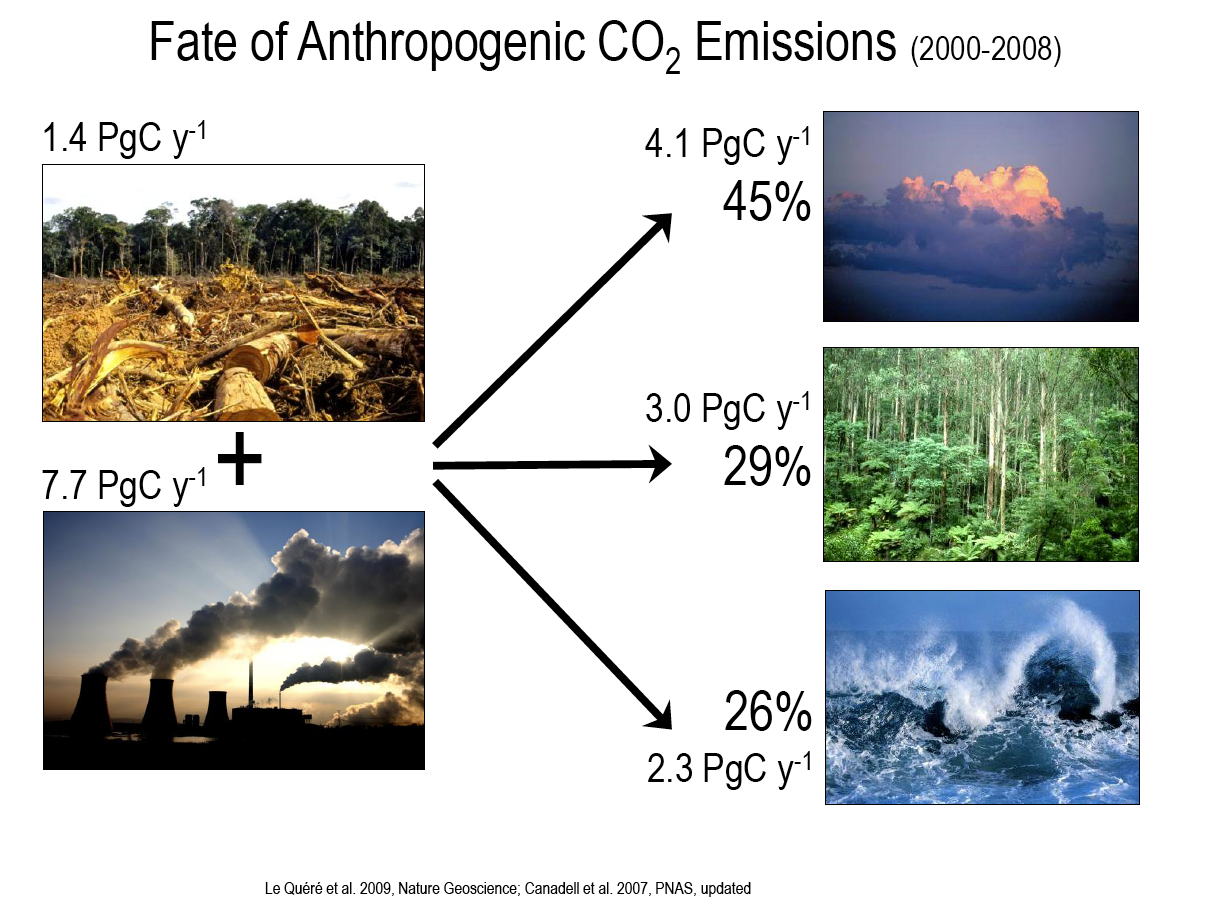 Fate of Anthropogenic CO₂ Emissions (2000-2008)
1.4 PgC y⁻¹
+
7.7 PgC y⁻¹
4.1 PgC y⁻¹
45%
3.0 PgC y⁻¹
29%
26%
2.3 PgC y⁻¹
Le Quéré et al. 2009, Nature Geoscience; Canadell et al. 2007, PNAS, updated